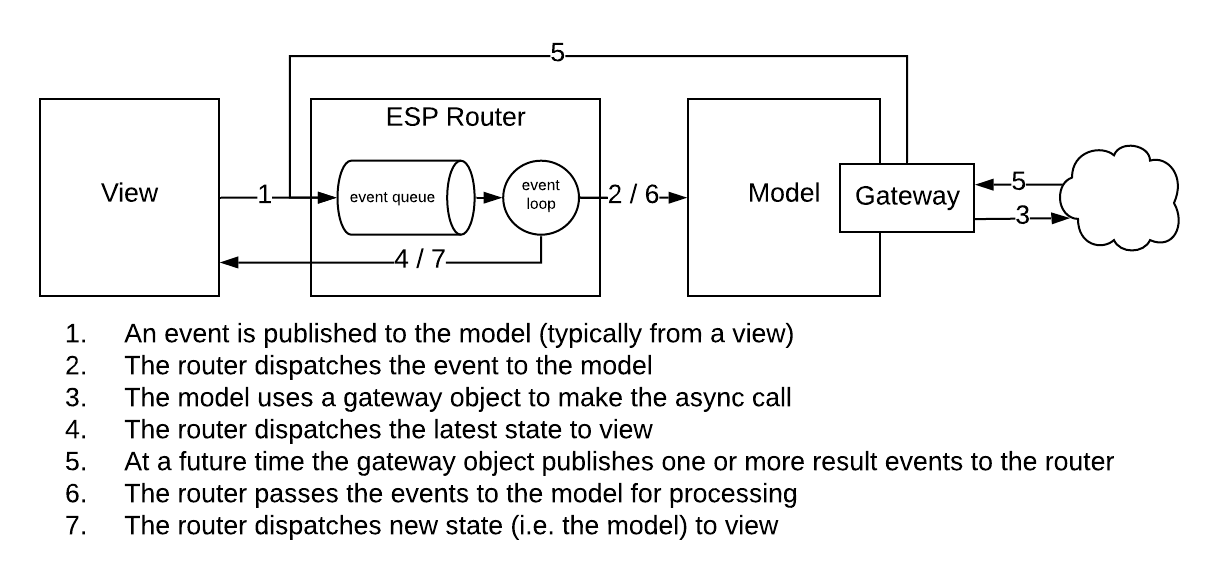 5
ESP Router
View
1
event queue
event
loop
2 / 6
Model
Gateway
5
3
4 / 7
1. An event is published to the model (typically from a view)
2. The router dispatches the event to the model
3. The model uses a gateway object to make the async call
4. The router dispatches the latest state to view
5. At a future time the gateway object publishes one or more result events to the router
6. The router passes the events to the model for processing
7. The router dispatches new state (i.e. the model) to view